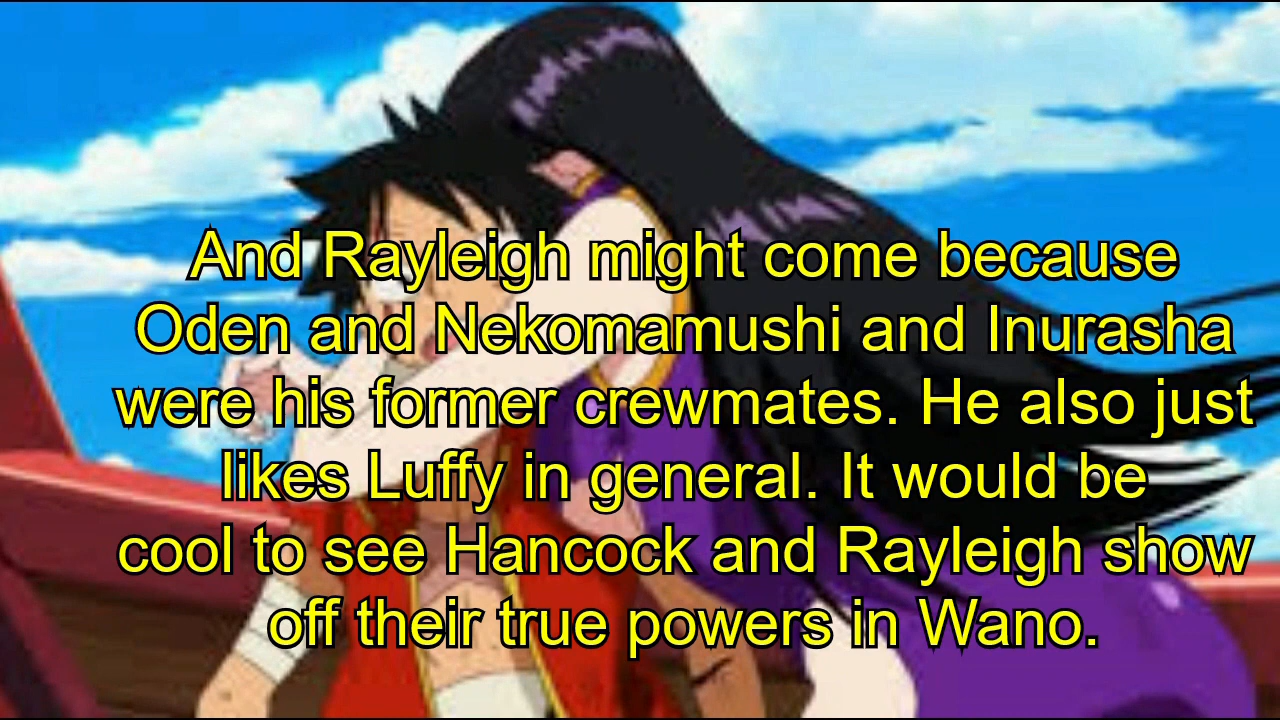 And Rayleigh might come because
Oden and Nekomamushi and Inurasha
were his former crewmates. He also just
likes Luffy in general. It would be
cool to see Hancock and Rayleigh show
off their true powers in Wano.